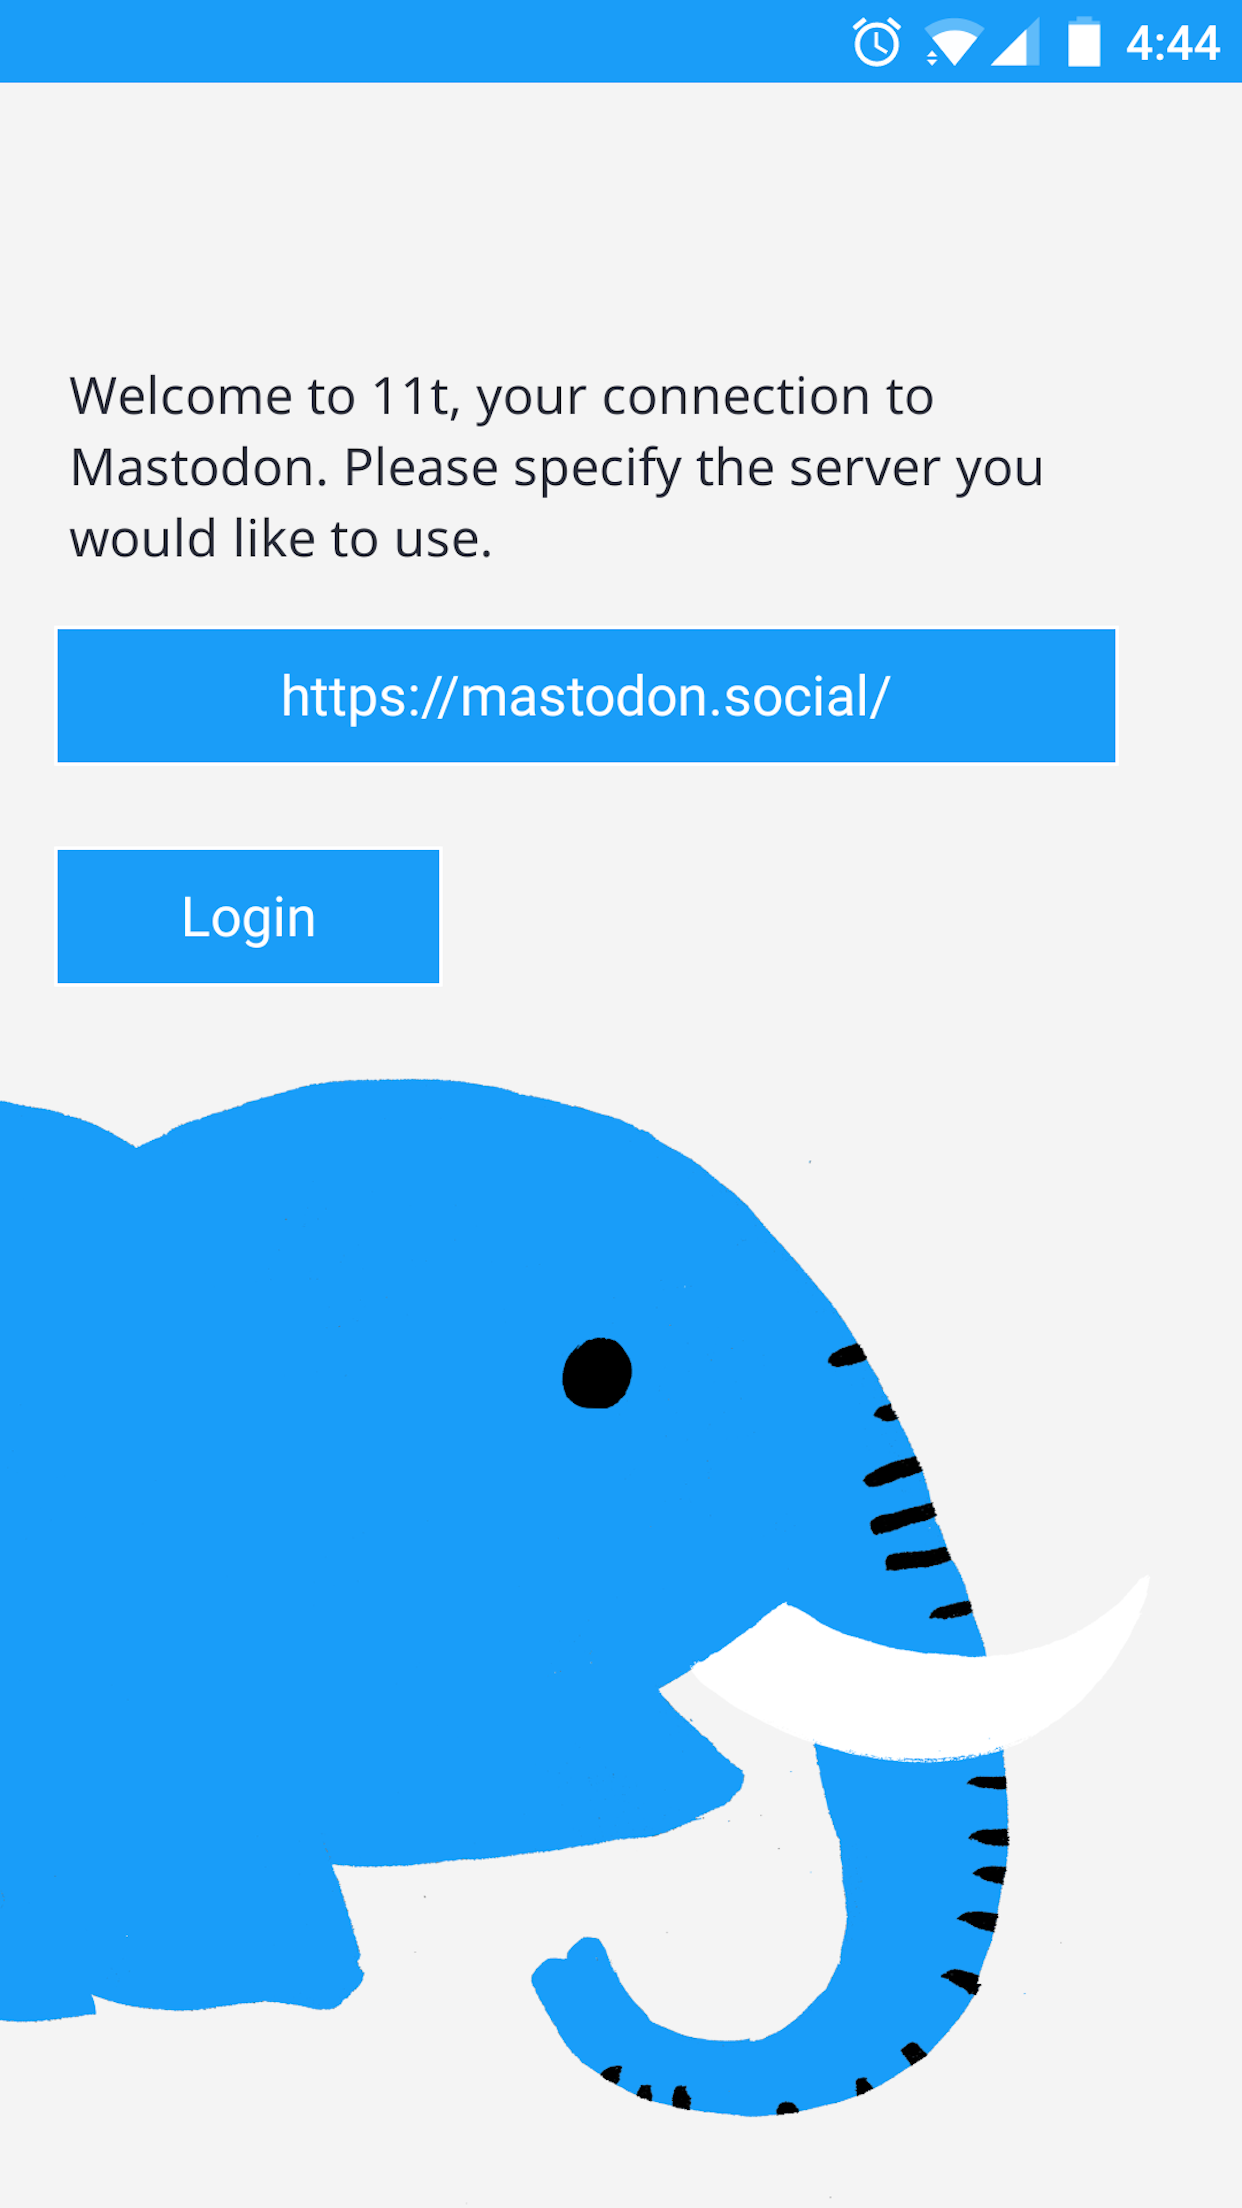 4:44
Welcome to 11t, your connection to
Mastodon. Please specify the server you
would like to use.
https://mastodon.social/
Login